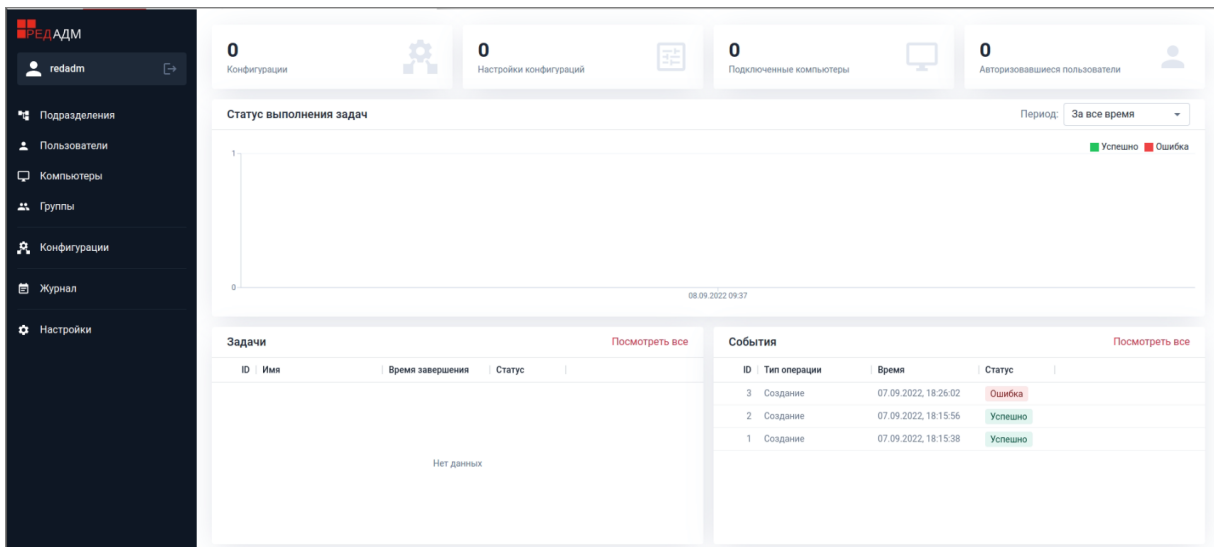 РЕД АДМ
redadm
Подразделения
Пользователи
Компьютеры
Группы
Конфигурации
Журнал
Настройки
0
Конфигурации
0
Настройки конфигураций
0
Подключенные компьютеры
0
Авторизовавшиеся пользователи
Статус выполнения задач
Период: За все время
Успешно Ошибка
1
0
08.09.2022 09:37
Задачи Посмотреть все
ID Имя Время завершения Статус
Нет данных
События Посмотреть все
ID Тип операции Время Статус
3 Создание 07.09.2022, 18:26:02 Ошибка
2 Создание 07.09.2022, 18:15:56 Успешно
1 Создание 07.09.2022, 18:15:38 Успешно